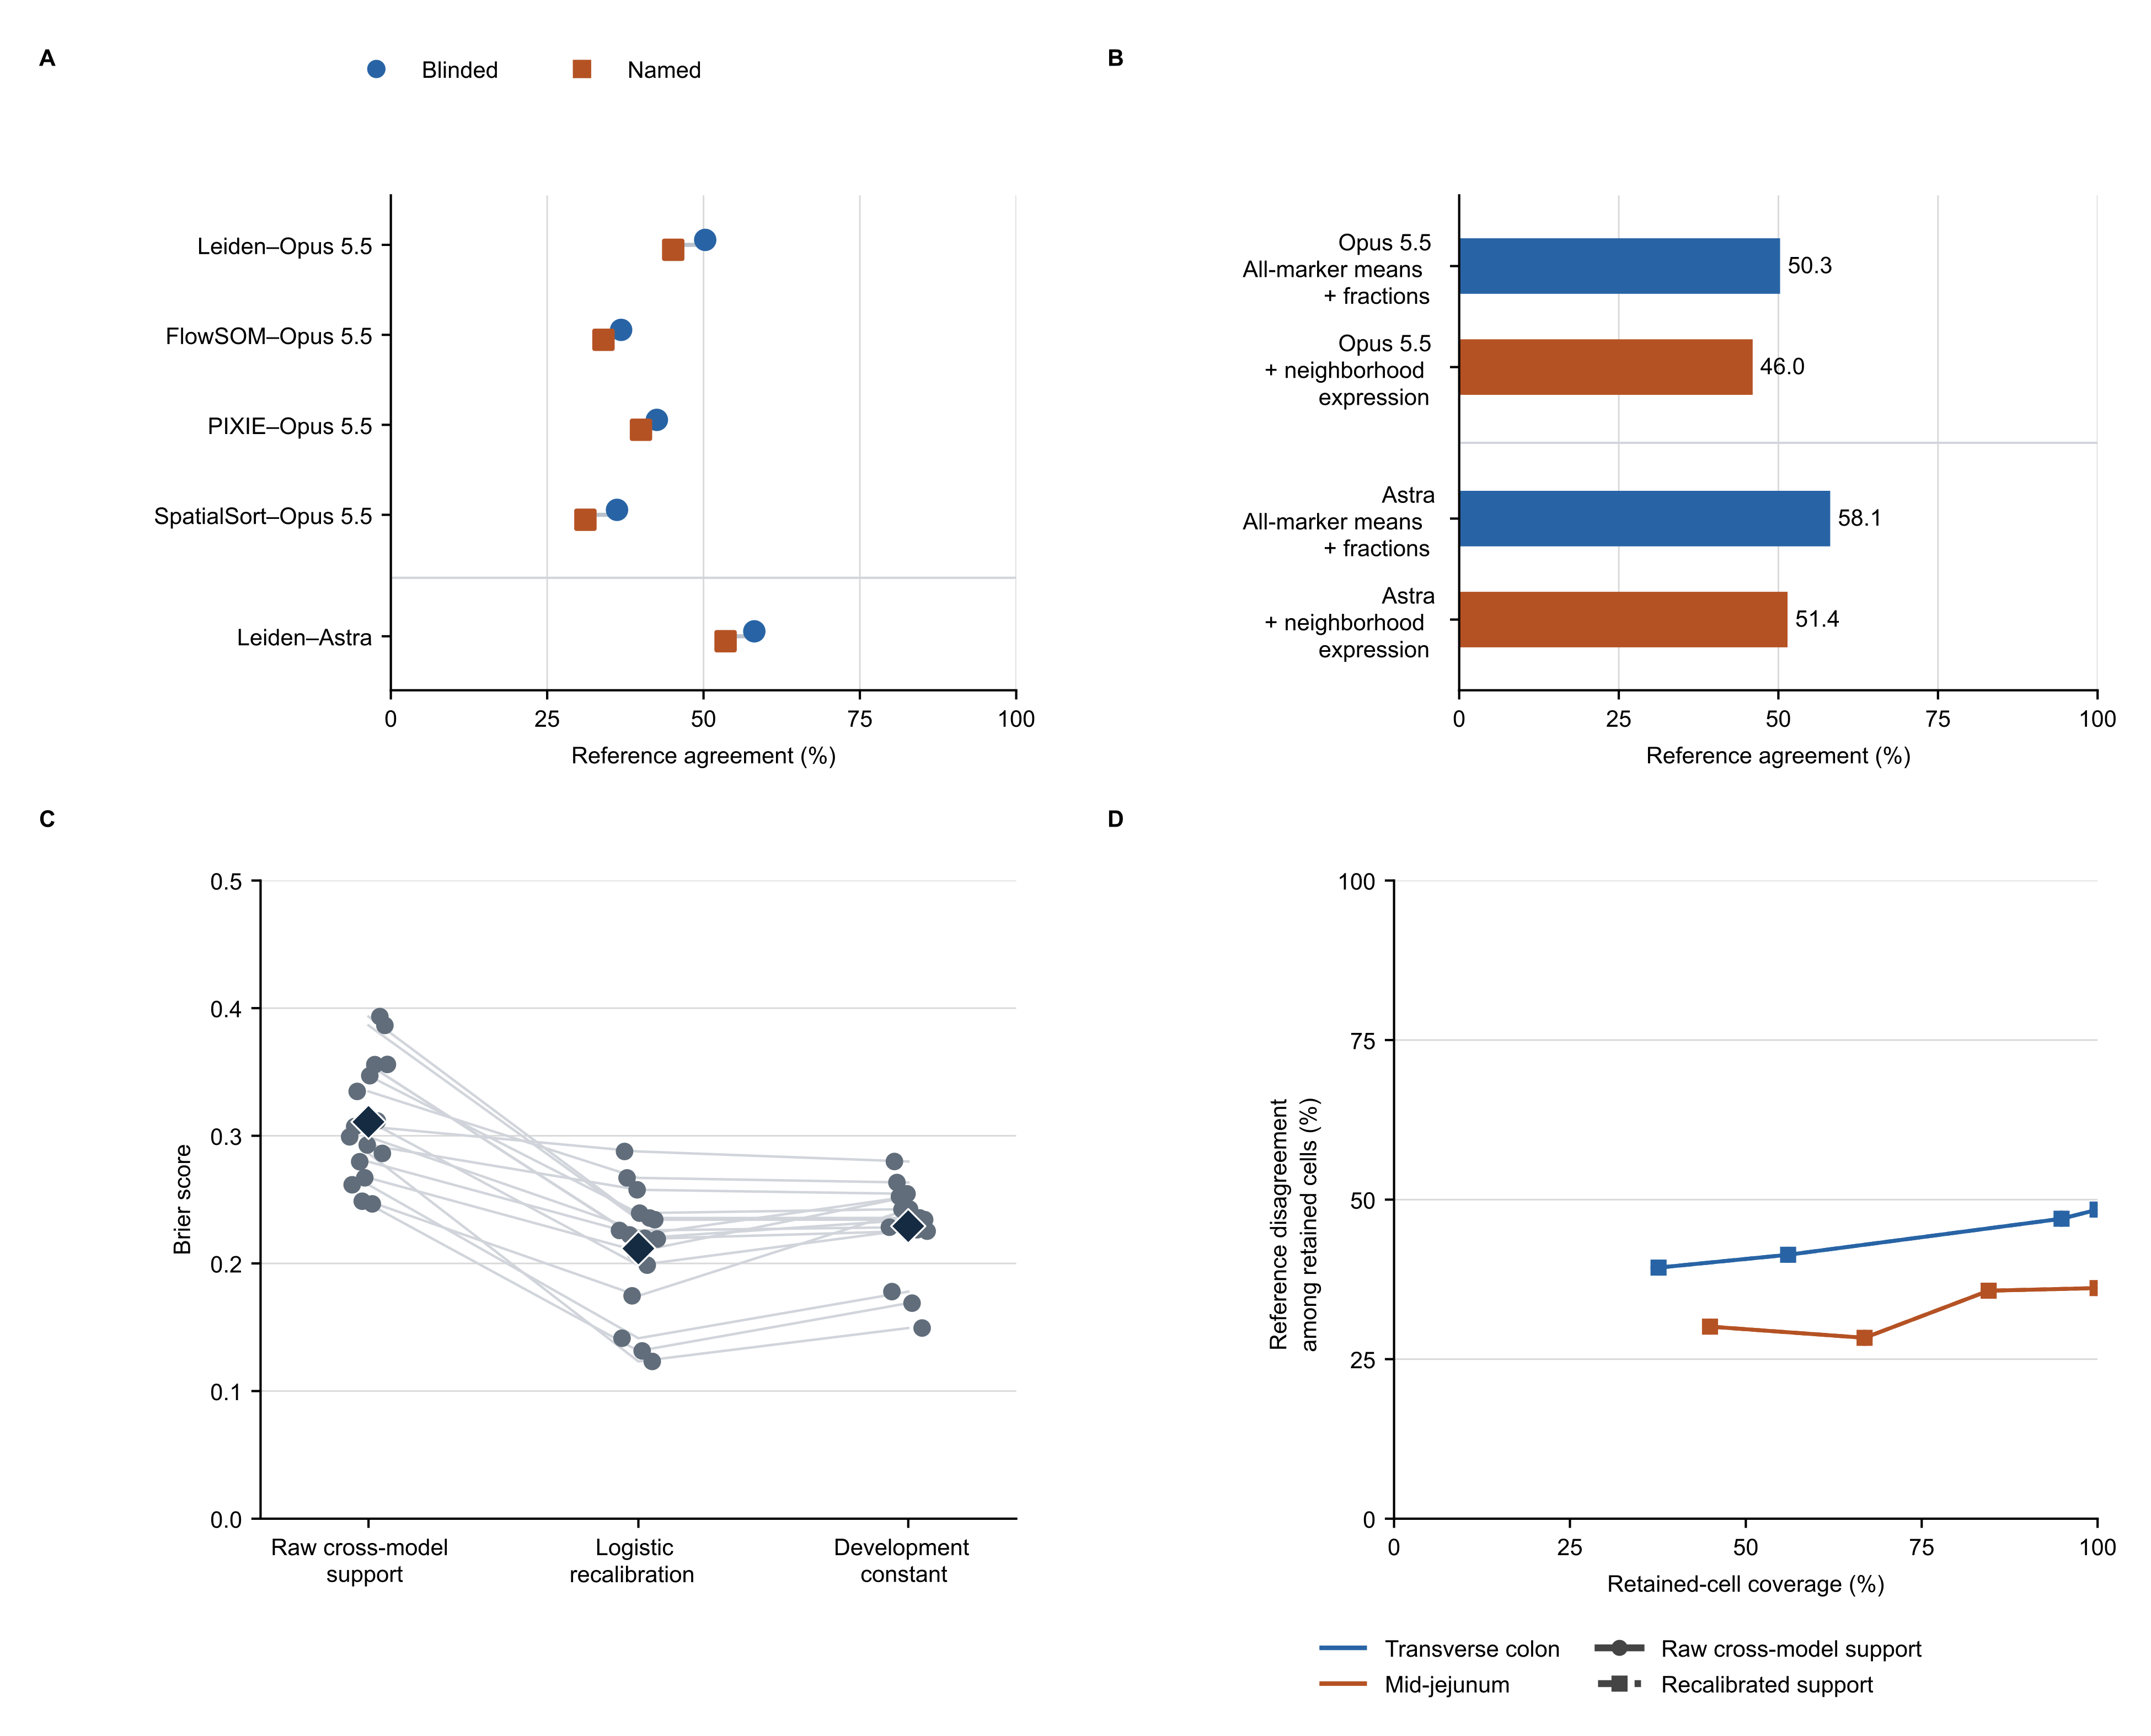 A
Blinded
Named
Leiden–Opus 5.5
FlowSOM–Opus 5.5
PIXIE–Opus 5.5
SpatialSort–Opus 5.5
Leiden–Astra
0
25
50
75
100
Reference agreement (%)
B
Opus 5.5
All-marker means
+ fractions
50.3
Opus 5.5
+ neighborhood
expression
46.0
Astra
All-marker means
+ fractions
58.1
Astra
+ neighborhood
expression
51.4
0
25
50
75
100
Reference agreement (%)
C
Brier score
0.5
0.4
0.3
0.2
0.1
0.0
Raw cross-model
support
Logistic
recalibration
Development
constant
D
Reference disagreement
among retained cells (%)
100
75
50
25
0
0
25
50
75
100
Retained-cell coverage (%)
Transverse colon
Mid-jejunum
Raw cross-model support
Recalibrated support